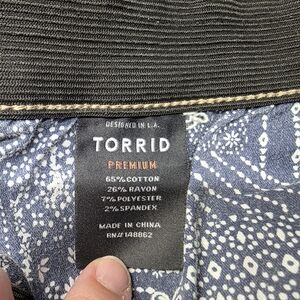 DESIGNED IN L.A.
TORRID
PREMIUM
65% COTTON
26% RAYON
7% POLYESTER
2% SPANDEX
MADE IN CHINA
RN# 148862